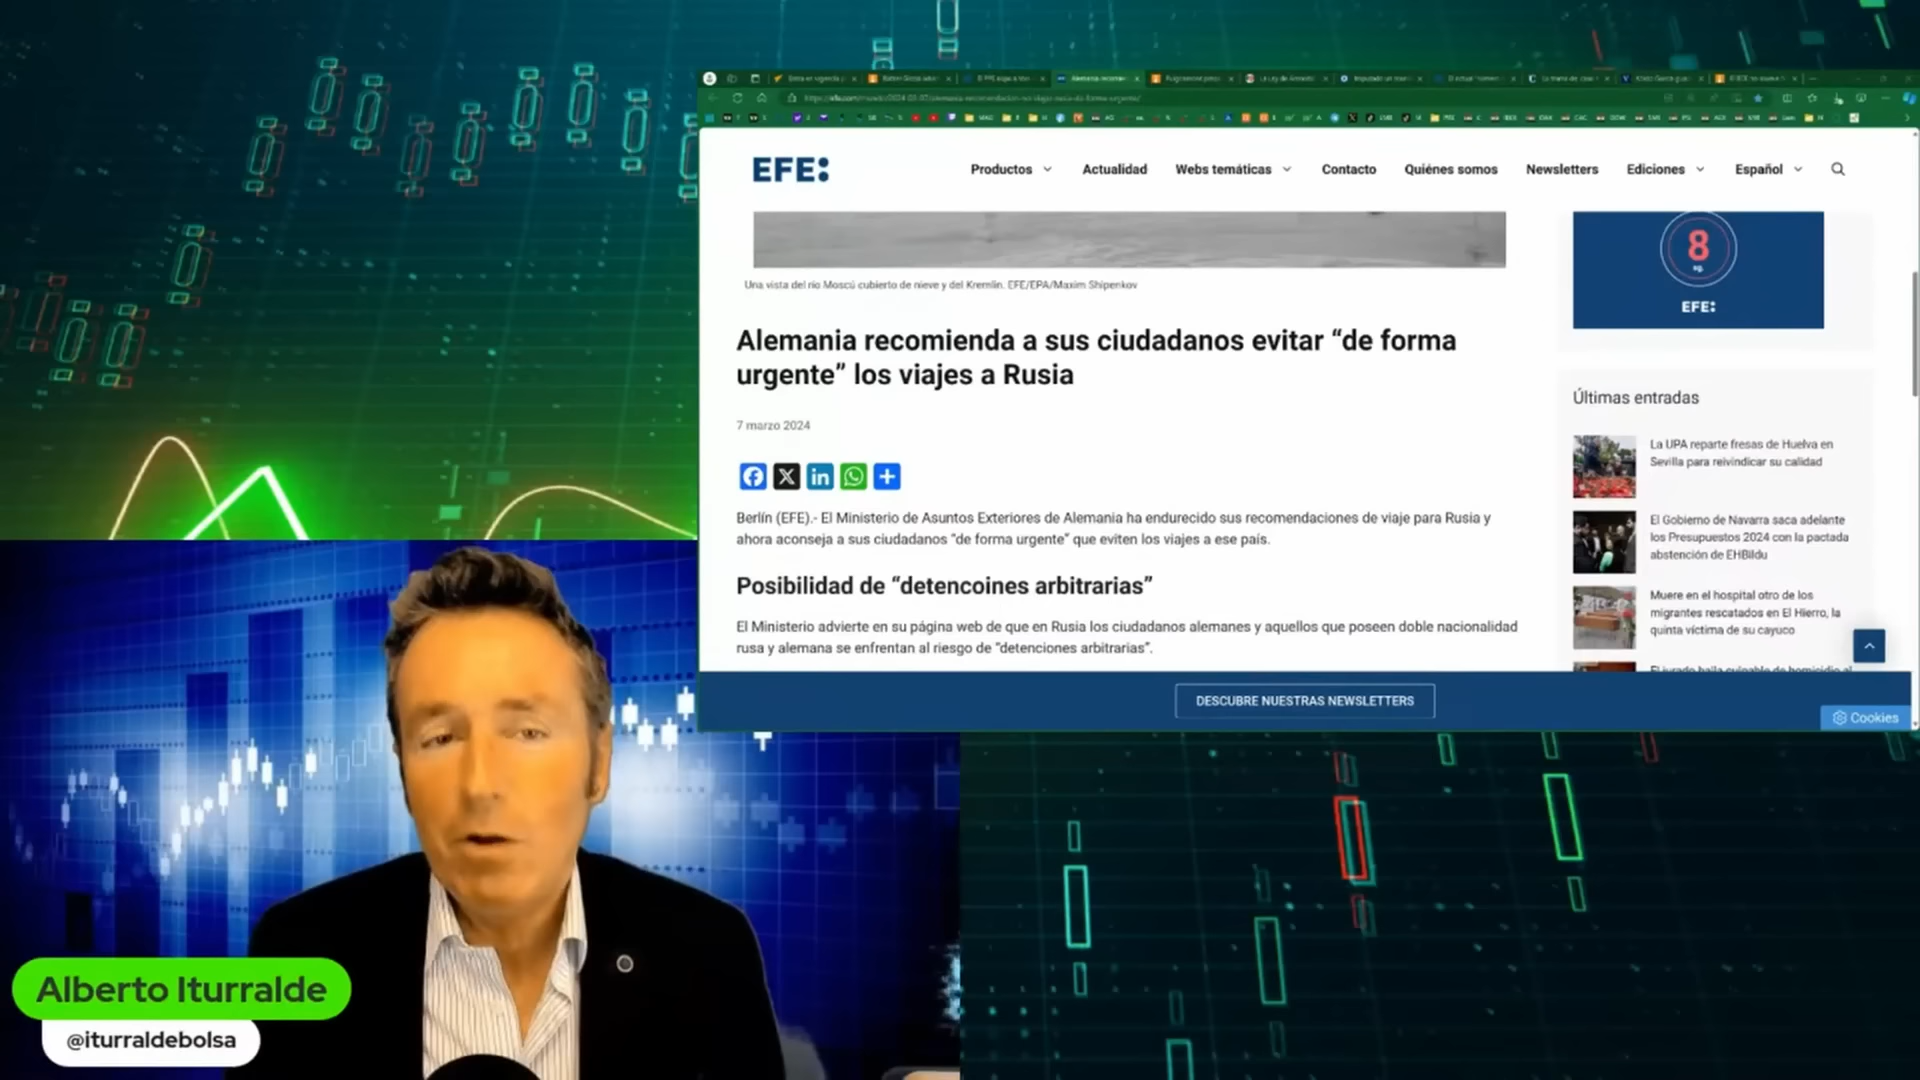 EFE:
Productos
Actualidad
Webs temáticas
Contacto
Quiénes somos
Newsletters
Ediciones
Español
Una vista del río Moscú cubierto de nieve y del Kremlin. EFE/EPA/Maxim Shipenkov
Alemania recomienda a sus ciudadanos evitar “de forma
urgente” los viajes a Rusia
7 marzo 2024
Berlín (EFE).- El Ministerio de Asuntos Exteriores de Alemania ha endurecido sus recomendaciones de viaje para Rusia y
ahora aconseja a sus ciudadanos “de forma urgente” que eviten los viajes a ese país.
Posibilidad de “detencoines arbitrarias”
El Ministerio advierte en su página web de que en Rusia los ciudadanos alemanes y aquellos que poseen doble nacionalidad
rusa y alemana se enfrentan al riesgo de “detenciones arbitrarias”.
8
sg.
EFE:
Últimas entradas
La UPA reparte fresas de Huelva en
Sevilla para reivindicar su calidad
El Gobierno de Navarra saca adelante
los Presupuestos 2024 con la pactada
abstención de EHBildu
Muere en el hospital otro de los
migrantes rescatados en El Hierro, la
quinta víctima de su cayuco
El jurado halla culpable de homicidio al
DESCUBRE NUESTRAS NEWSLETTERS
Cookies
Alberto Iturralde
@iturraldebolsa